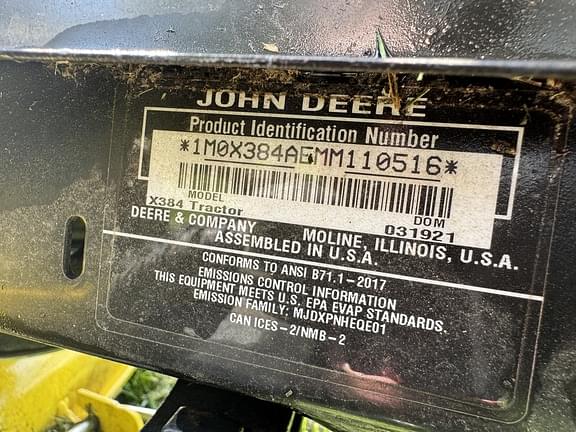 JOHN DEERE
Product Identification Number
*1M0X384AEMM110516*
MODEL DOM
X384 Tractor 031921
DEERE & COMPANY MOLINE, ILLINOIS, U.S.A.
ASSEMBLED IN U.S.A.
CONFORMS TO ANSI B71.1-2017
EMISSIONS CONTROL INFORMATION
THIS EQUIPMENT MEETS U.S. EPA EVAP STANDARDS.
EMISSION FAMILY: MJDXPNHEQE01
CAN ICES-2/NMB-2